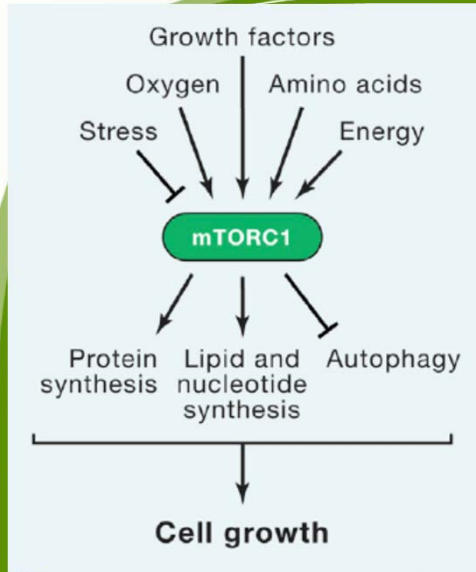 Growth factors
Oxygen
Amino acids
Stress
Energy
mTORC1
Protein synthesis
Lipid and nucleotide synthesis
Autophagy
Cell growth